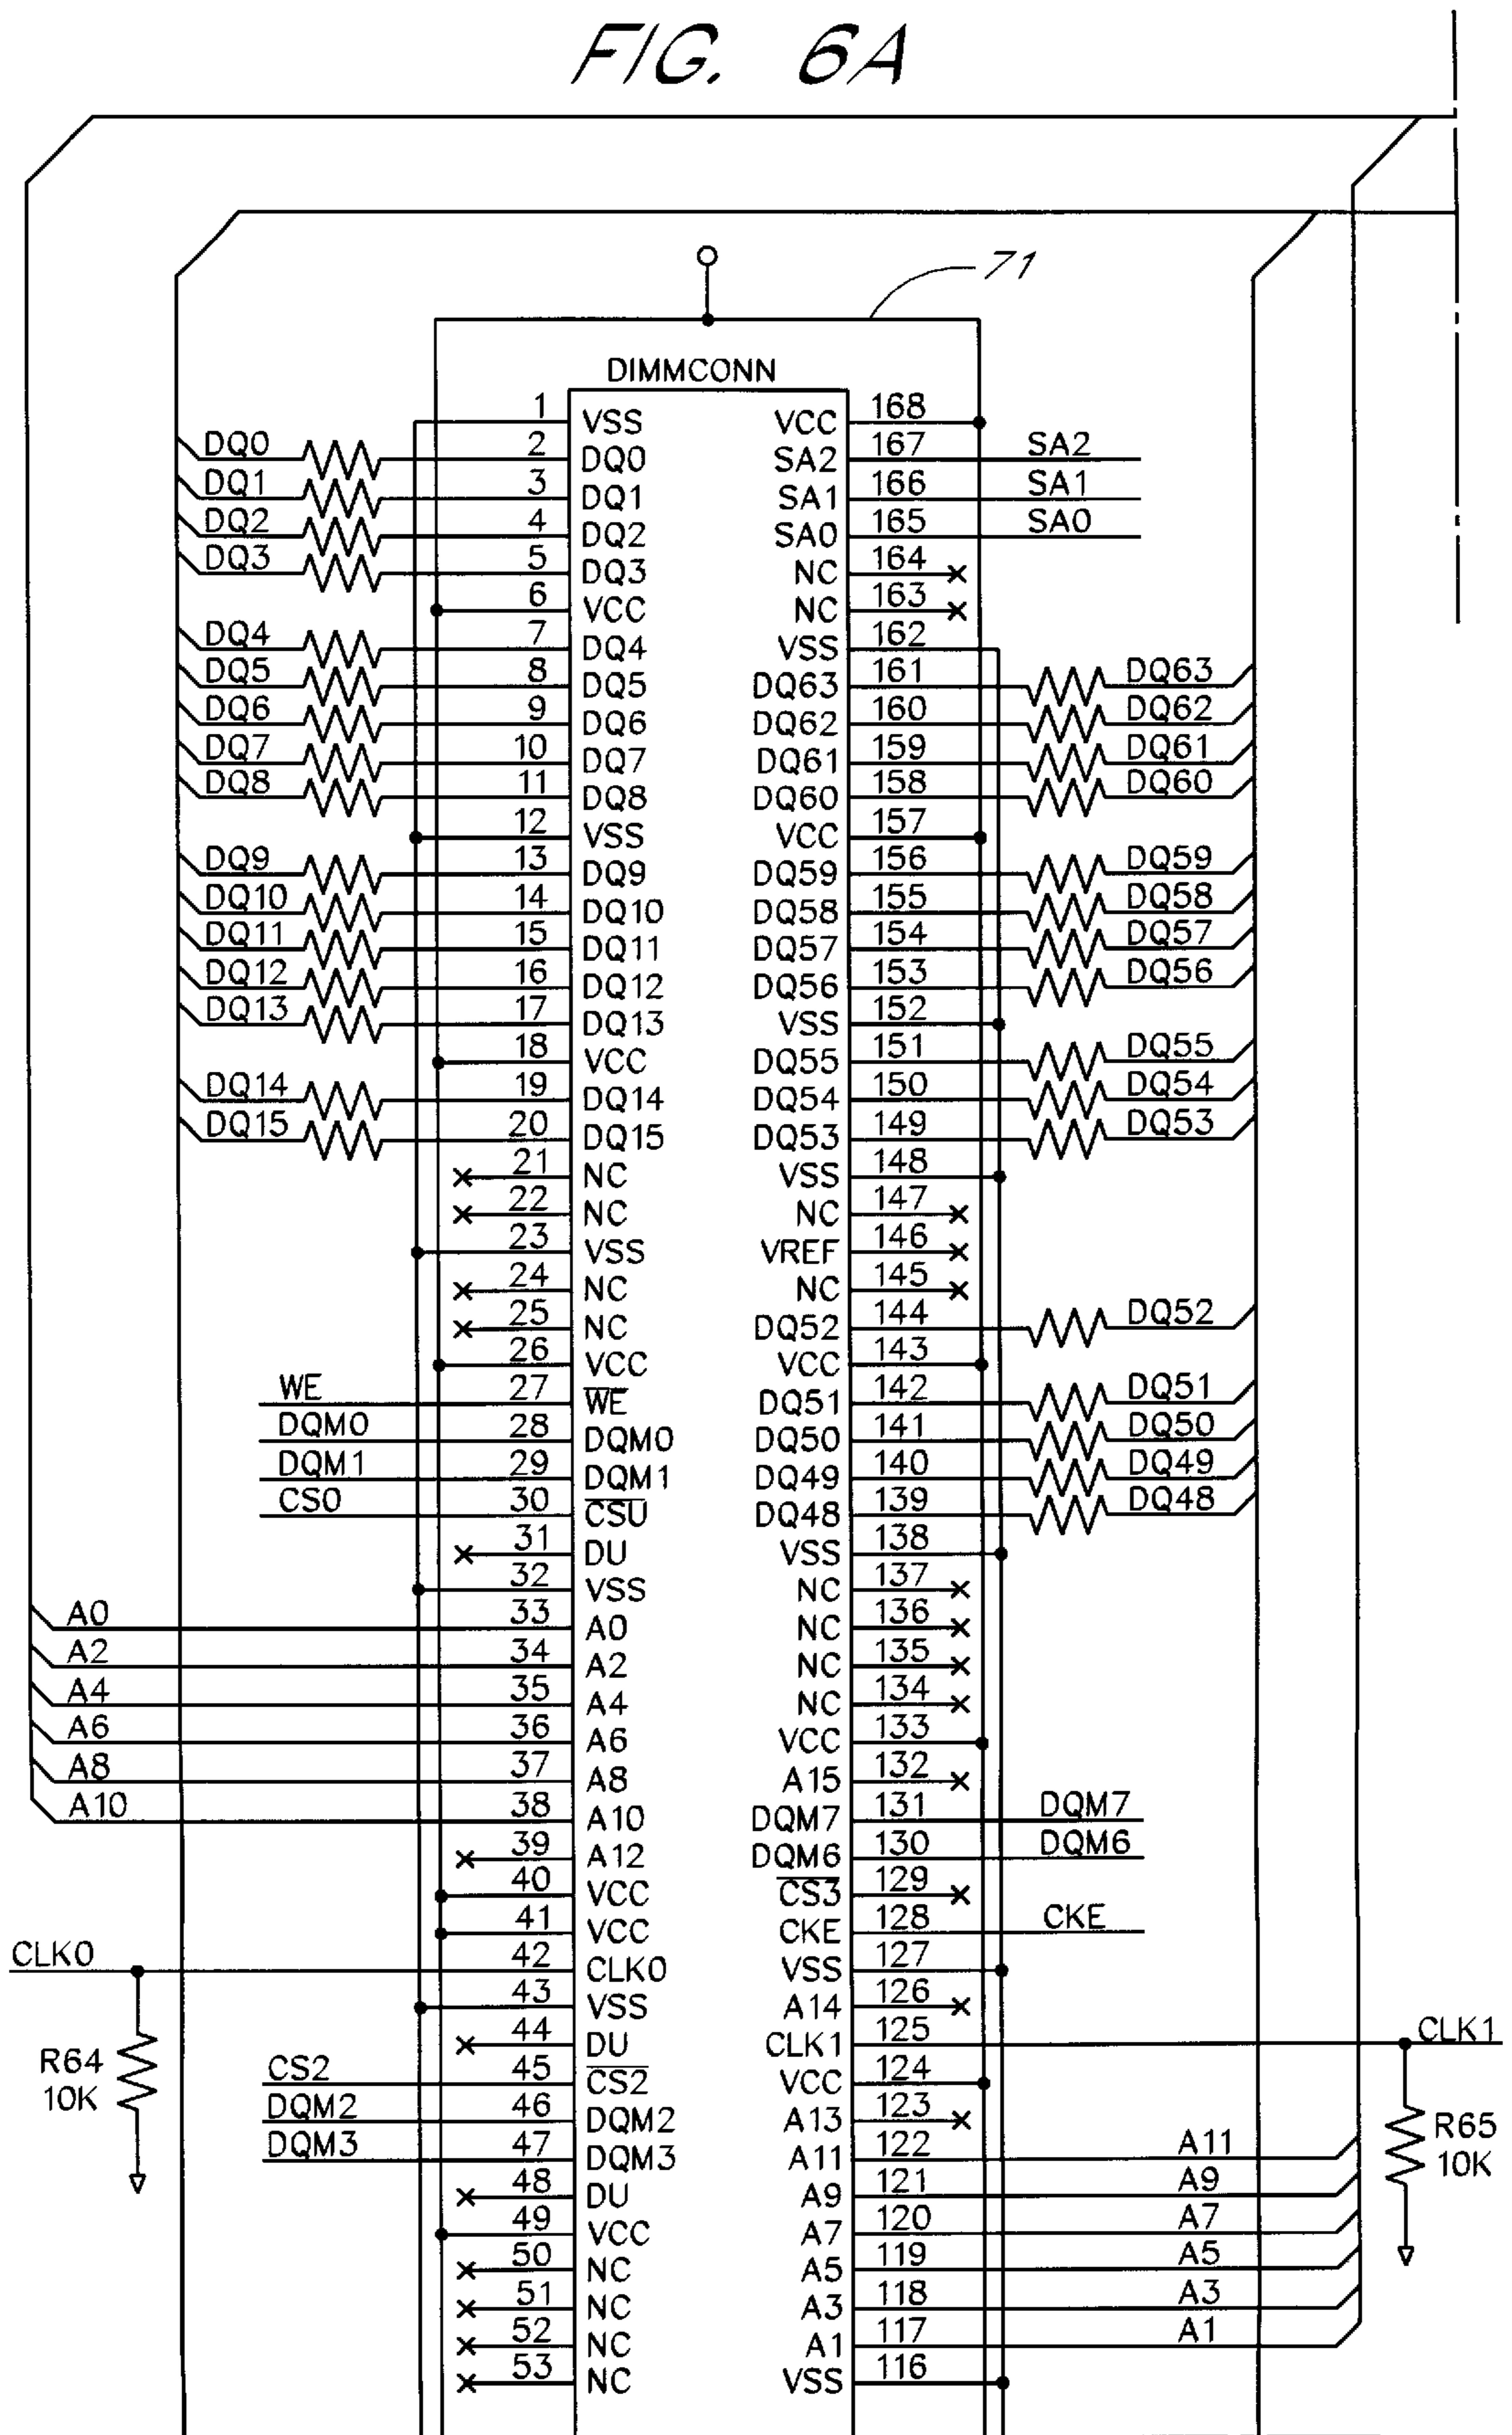 FIG. 6A
71
DIMMCONN
1 VSS VCC 168
DQ0 2 DQ0 SA2 167 SA2
DQ1 3 DQ1 SA1 166 SA1
DQ2 4 DQ2 SA0 165 SA0
DQ3 5 DQ3 NC 164
6 VCC NC 163
DQ4 7 DQ4 VSS 162
DQ5 8 DQ5 DQ63 161 DQ63
DQ6 9 DQ6 DQ62 160 DQ62
DQ7 10 DQ7 DQ61 159 DQ61
DQ8 11 DQ8 DQ60 158 DQ60
12 VSS VCC 157
DQ9 13 DQ9 DQ59 156 DQ59
DQ10 14 DQ10 DQ58 155 DQ58
DQ11 15 DQ11 DQ57 154 DQ57
DQ12 16 DQ12 DQ56 153 DQ56
DQ13 17 DQ13 VSS 152
18 VCC DQ55 151 DQ55
DQ14 19 DQ14 DQ54 150 DQ54
DQ15 20 DQ15 DQ53 149 DQ53
21 NC VSS 148
22 NC NC 147
23 VSS VREF 146
24 NC NC 145
25 NC DQ52 144 DQ52
26 VCC VCC 143
WE 27 WE DQ51 142 DQ51
DQM0 28 DQM0 DQ50 141 DQ50
DQM1 29 DQM1 DQ49 140 DQ49
CS0 30 CSU DQ48 139 DQ48
31 DU VSS 138
32 VSS NC 137
A0 33 A0 NC 136
A2 34 A2 NC 135
A4 35 A4 NC 134
A6 36 A6 VCC 133
A8 37 A8 A15 132
A10 38 A10 DQM7 131 DQM7
39 A12 DQM6 130 DQM6
40 VCC CS3 129
41 VCC CKE 128 CKE
CLK0 42 CLK0 VSS 127
43 VSS A14 126
44 DU CLK1 125 CLK1
R64
10K
CS2 45 CS2 VCC 124
DQM2 46 DQM2 A13 123
DQM3 47 DQM3 A11 122 A11
R65
10K
48 DU A9 121 A9
49 VCC A7 120 A7
50 NC A5 119 A5
51 NC A3 118 A3
52 NC A1 117 A1
53 NC VSS 116